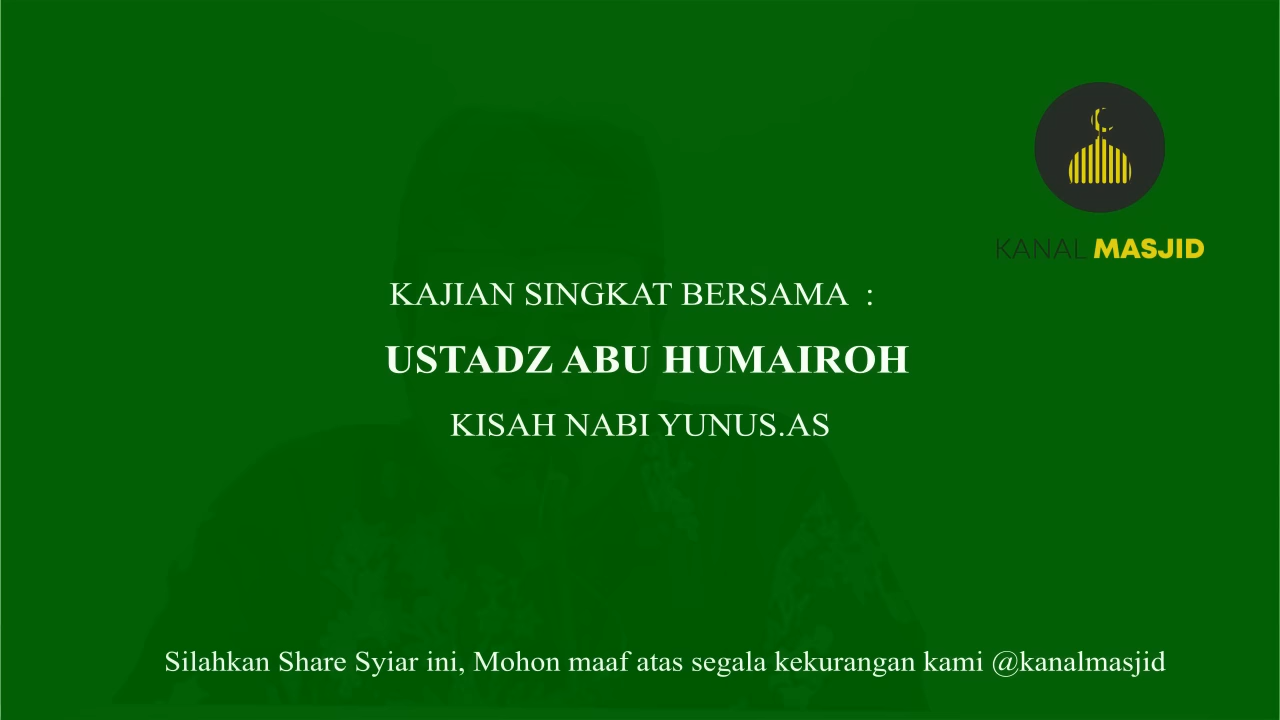 KANAL MASJID
KAJIAN SINGKAT BERSAMA :
USTADZ ABU HUMAIROH
KISAH NABI YUNUS.AS
Silahkan Share Syiar ini, Mohon maaf atas segala kekurangan kami @kanalmasjid